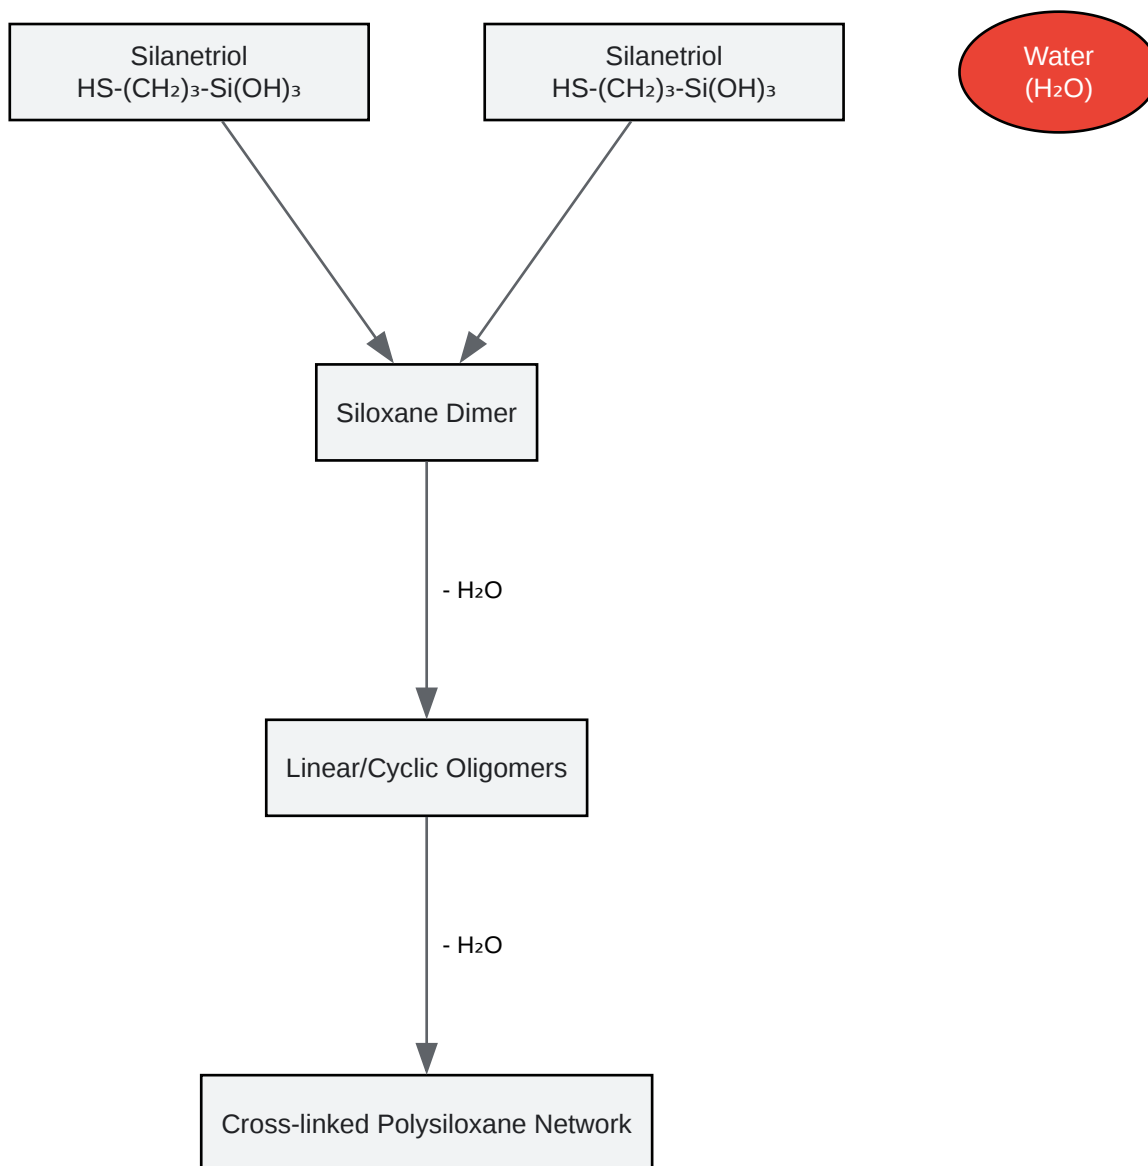 Silanetriol
HS-(CH₂)₃-Si(OH)₃
Silanetriol
HS-(CH₂)₃-Si(OH)₃
Water
(H₂O)
Siloxane Dimer
- H₂O
Linear/Cyclic Oligomers
- H₂O
Cross-linked Polysiloxane Network